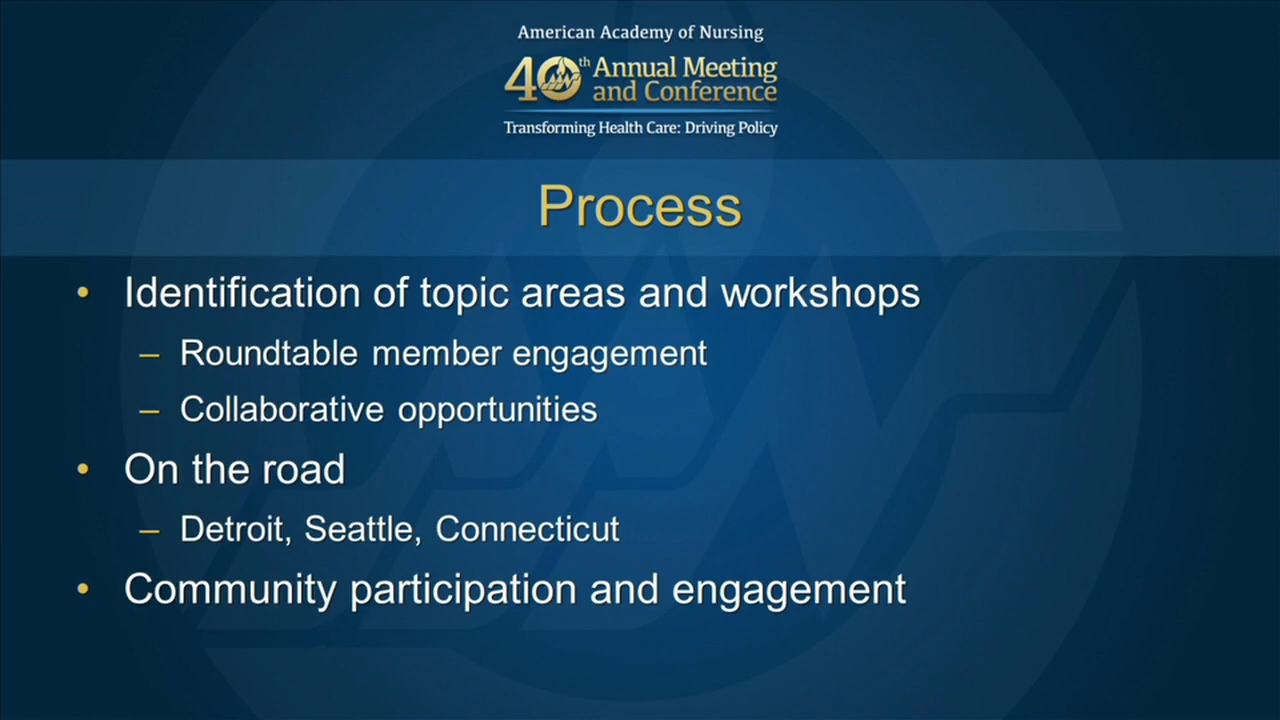 American Academy of Nursing
40th Annual Meeting
and Conference
Transforming Health Care: Driving Policy
Process
• Identification of topic areas and workshops
– Roundtable member engagement
– Collaborative opportunities
• On the road
– Detroit, Seattle, Connecticut
• Community participation and engagement